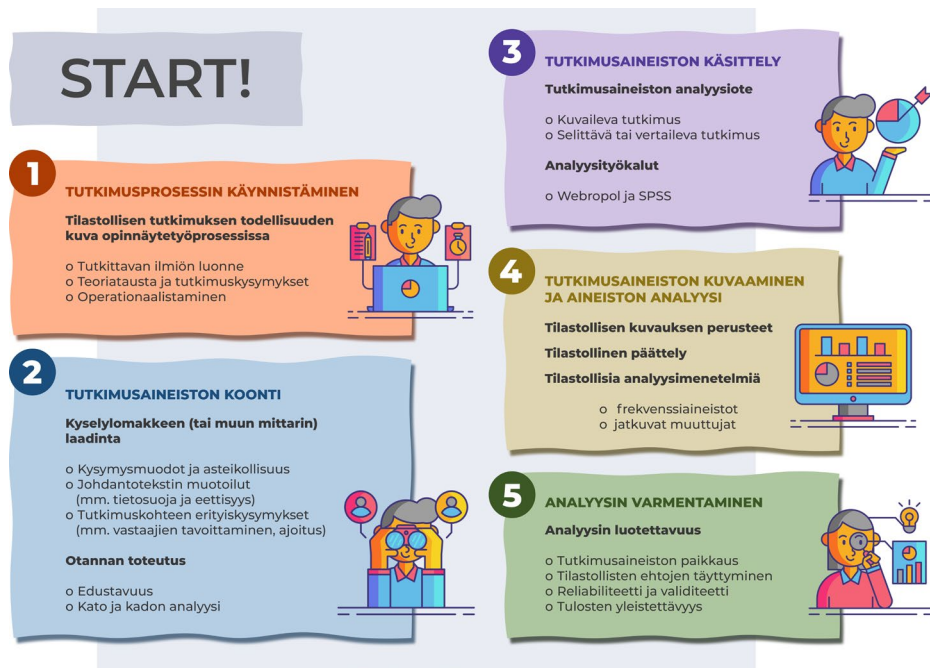 START!
1
TUTKIMUSPROSESSIN KÄYNNISTÄMINEN
Tilastollisen tutkimuksen todellisuuden
kuva opinnäytetyöprosessissa
o Tutkittavan ilmiön luonne
o Teoriatausta ja tutkimuskysymykset
o Operationaalistaminen
2
TUTKIMUSAINEISTON KOONTI
Kyselylomakkeen (tai muun mittarin)
laadinta
o Kysymysmuodot ja asteikollisuus
o Johdantotekstin muotoilut
(mm. tietosuoja ja eettisyys)
o Tutkimuskohteen erityiskysymykset
(mm. vastaajien tavoittaminen, ajoitus)
Otannan toteutus
o Edustavuus
o Kato ja kadon analyysi
3
TUTKIMUSAINEISTON KÄSITTELY
Tutkimusaineiston analyysiote
o Kuvaileva tutkimus
o Selittävä tai vertaileva tutkimus
Analyysityökalut
o Webropol ja SPSS
4
TUTKIMUSAINEISTON KUVAAMINEN
JA AINEISTON ANALYYSI
Tilastollisen kuvauksen perusteet
Tilastollinen päättely
Tilastollisia analyysimenetelmiä
o frekvenssiaineistot
o jatkuvat muuttujat
5
ANALYYSIN VARMENTAMINEN
Analyysin luotettavuus
o Tutkimusaineiston paikkaus
o Tilastollisten ehtojen täyttyminen
o Reliabiliteetti ja validiteetti
o Tulosten yleistettävyys